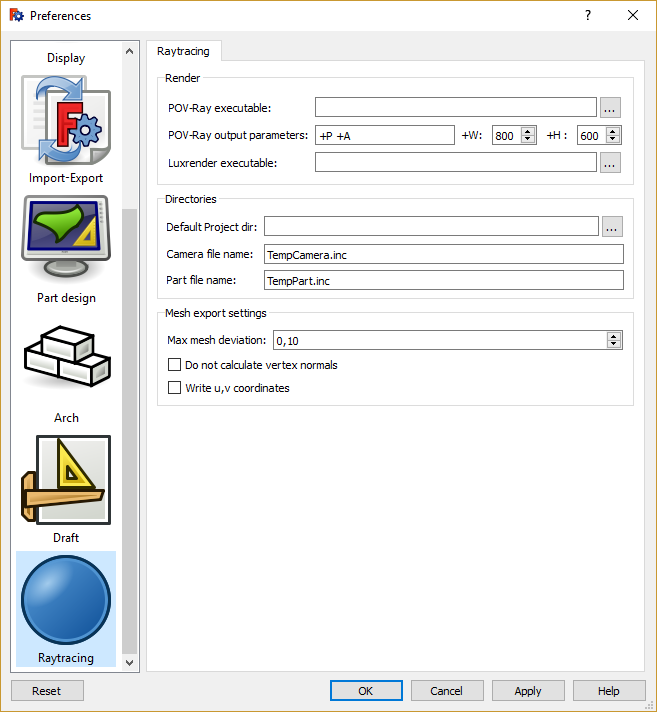 Preferences
?
Display
Import-Export
Part design
Arch
Draft
Raytracing
Raytracing
Render
POV-Ray executable:
...
POV-Ray output parameters: +P +A +W: 800 +H : 600
Luxrender executable:
...
Directories
Default Project dir:
...
Camera file name: TempCamera.inc
Part file name: TempPart.inc
Mesh export settings
Max mesh deviation: 0,10
Do not calculate vertex normals
Write u,v coordinates
Reset OK Cancel Apply Help